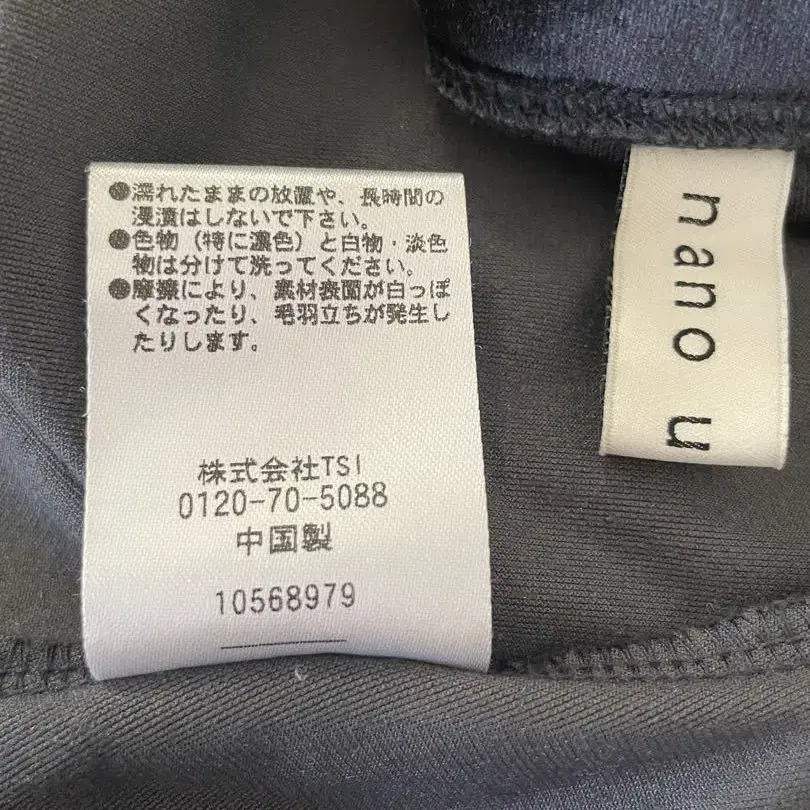 ●濡れたままの放置や、長時間の
浸漬はしないで下さい。
●色物（特に濃色）と白物・淡色
物は分けて洗ってください。
●摩擦により、素材表面が白っぽ
くなったり、毛羽立ちが発生し
たりします。
株式会社TSI
0120-70-5088
中国製
10568979
nano u